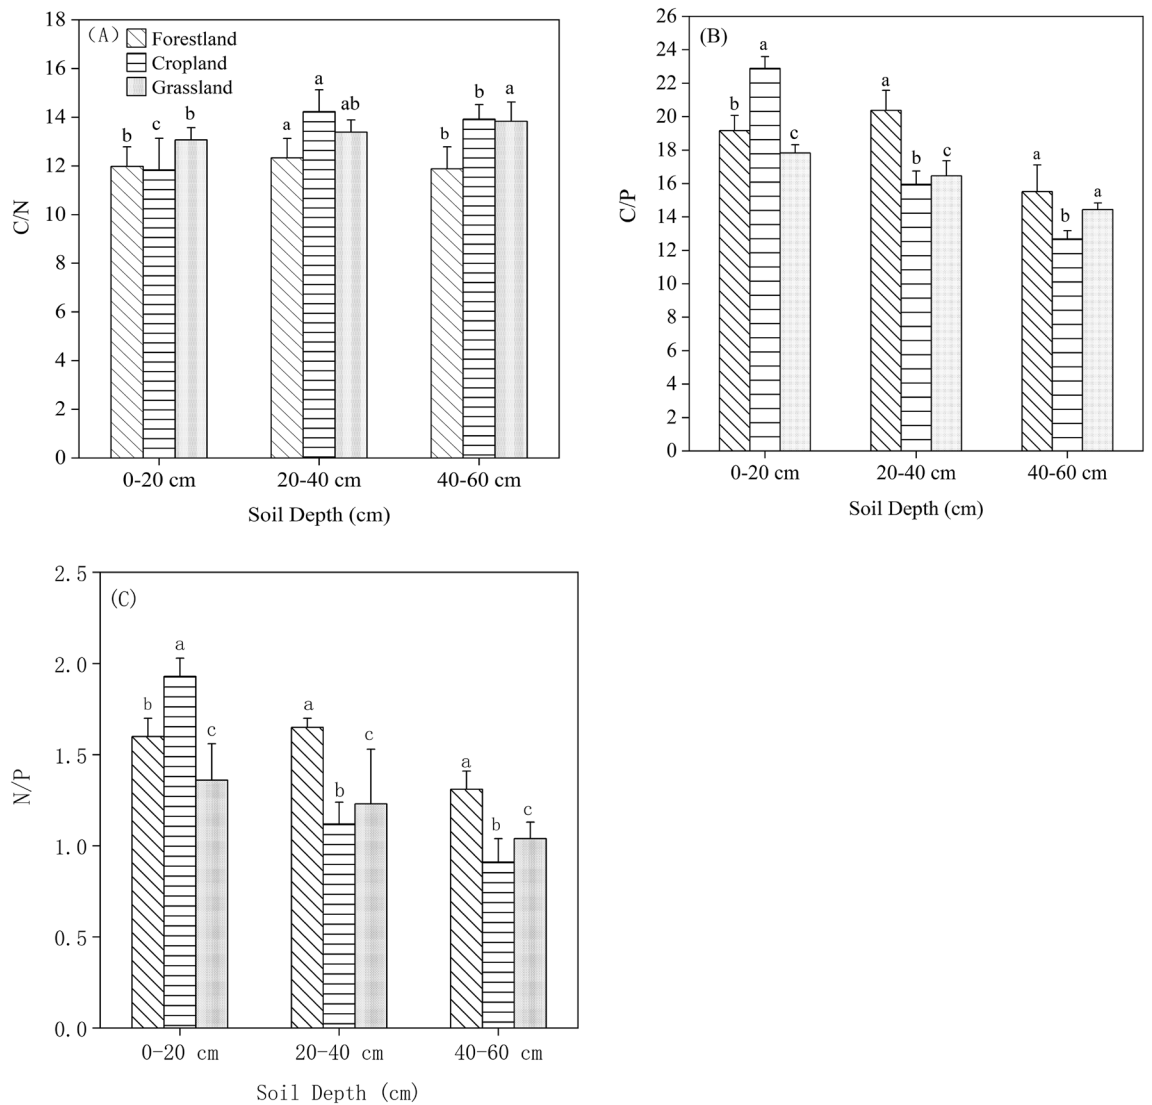 (A)
Forestland
Cropland
Grassland
18
16
14
12
10
8
6
4
2
0
C/N
b c b
a a ab
b b a
0-20 cm 20-40 cm 40-60 cm
Soil Depth (cm)
(B)
26
24
22
20
18
16
14
12
10
8
6
4
2
0
C/P
b a c
a b c
a b a
0-20 cm 20-40 cm 40-60 cm
Soil Depth (cm)
(C)
2.5
2.0
1.5
1.0
0.5
0.0
N/P
b a c
a b c
a b c
0-20 cm 20-40 cm 40-60 cm
Soil Depth (cm)